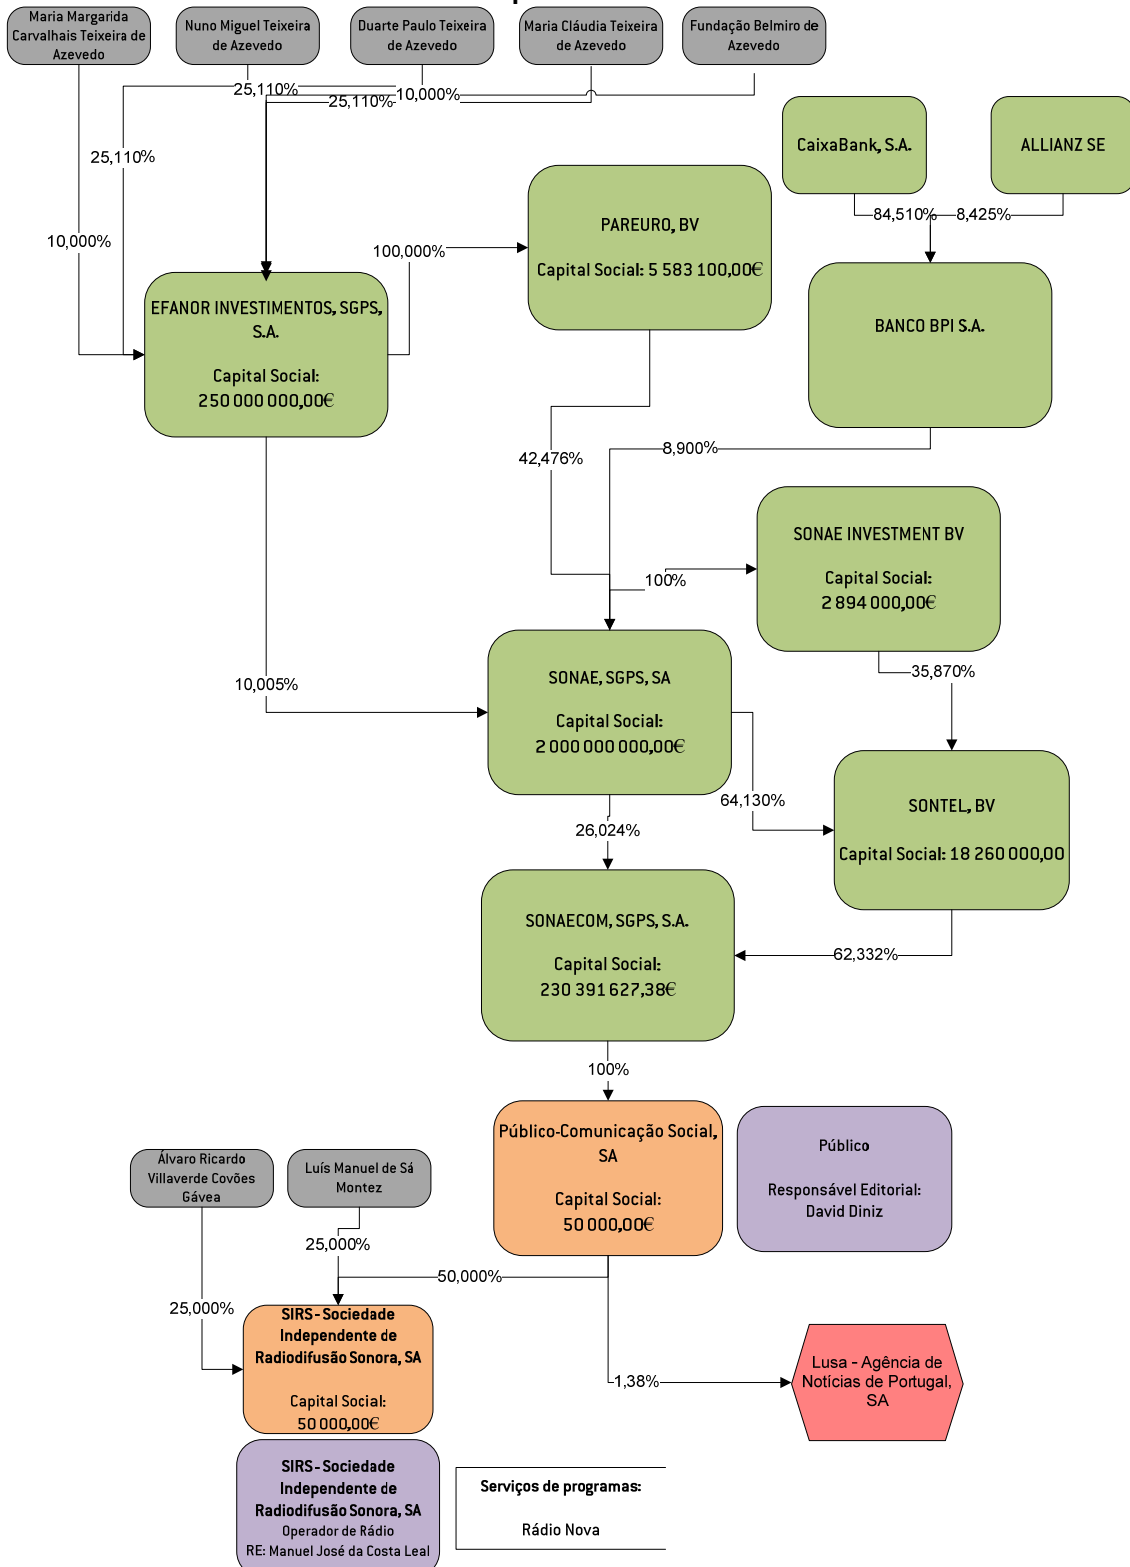 Maria Margarida
Carvalhais Teixeira de
Azevedo
Nuno Miguel Teixeira
de Azevedo
Duarte Paulo Teixeira
de Azevedo
Maria Cláudia Teixeira
de Azevedo
Fundação Belmiro de
Azevedo
25,110%
10,000%
25,110%
25,110%
10,000%
CaixaBank, S.A.
ALLIANZ SE
84,510%
8,425%
PAREURO, BV
Capital Social: 5 583 100,00€
100,000%
EFANOR INVESTIMENTOS, SGPS,
S.A.
Capital Social:
250 000 000,00€
BANCO BPI S.A.
42,476%
8,900%
SONAE INVESTMENT BV
Capital Social:
2 894 000,00€
100%
35,870%
10,005%
SONAE, SGPS, SA
Capital Social:
2 000 000 000,00€
64,130%
SONTEL, BV
Capital Social: 18 260 000,00
26,024%
SONAECOM, SGPS, S.A.
Capital Social:
230 391 627,38€
62,332%
100%
Público-Comunicação Social,
SA
Capital Social:
50 000,00€
Público
Responsável Editorial:
David Diniz
Álvaro Ricardo
Villaverde Covões
Gávea
Luís Manuel de Sá
Montez
25,000%
50,000%
25,000%
SIRS - Sociedade
Independente de
Radiodifusão Sonora, SA
Capital Social:
50 000,00€
1,38%
Lusa - Agência de
Notícias de Portugal,
SA
SIRS - Sociedade
Independente de
Radiodifusão Sonora, SA
Operador de Rádio
RE: Manuel José da Costa Leal
Serviços de programas:
Rádio Nova